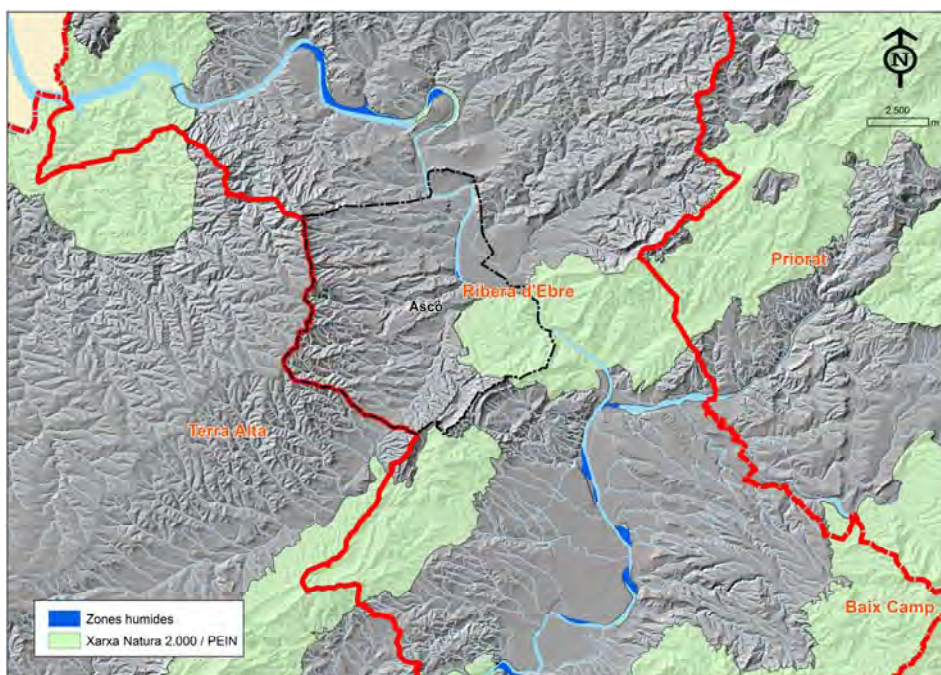 N
2.500
m
Priorat
Ribera d'Ebre
Ascó
Terra Alta
Baix Camp
Zones humides
Xarxa Natura 2.000 / PEIN